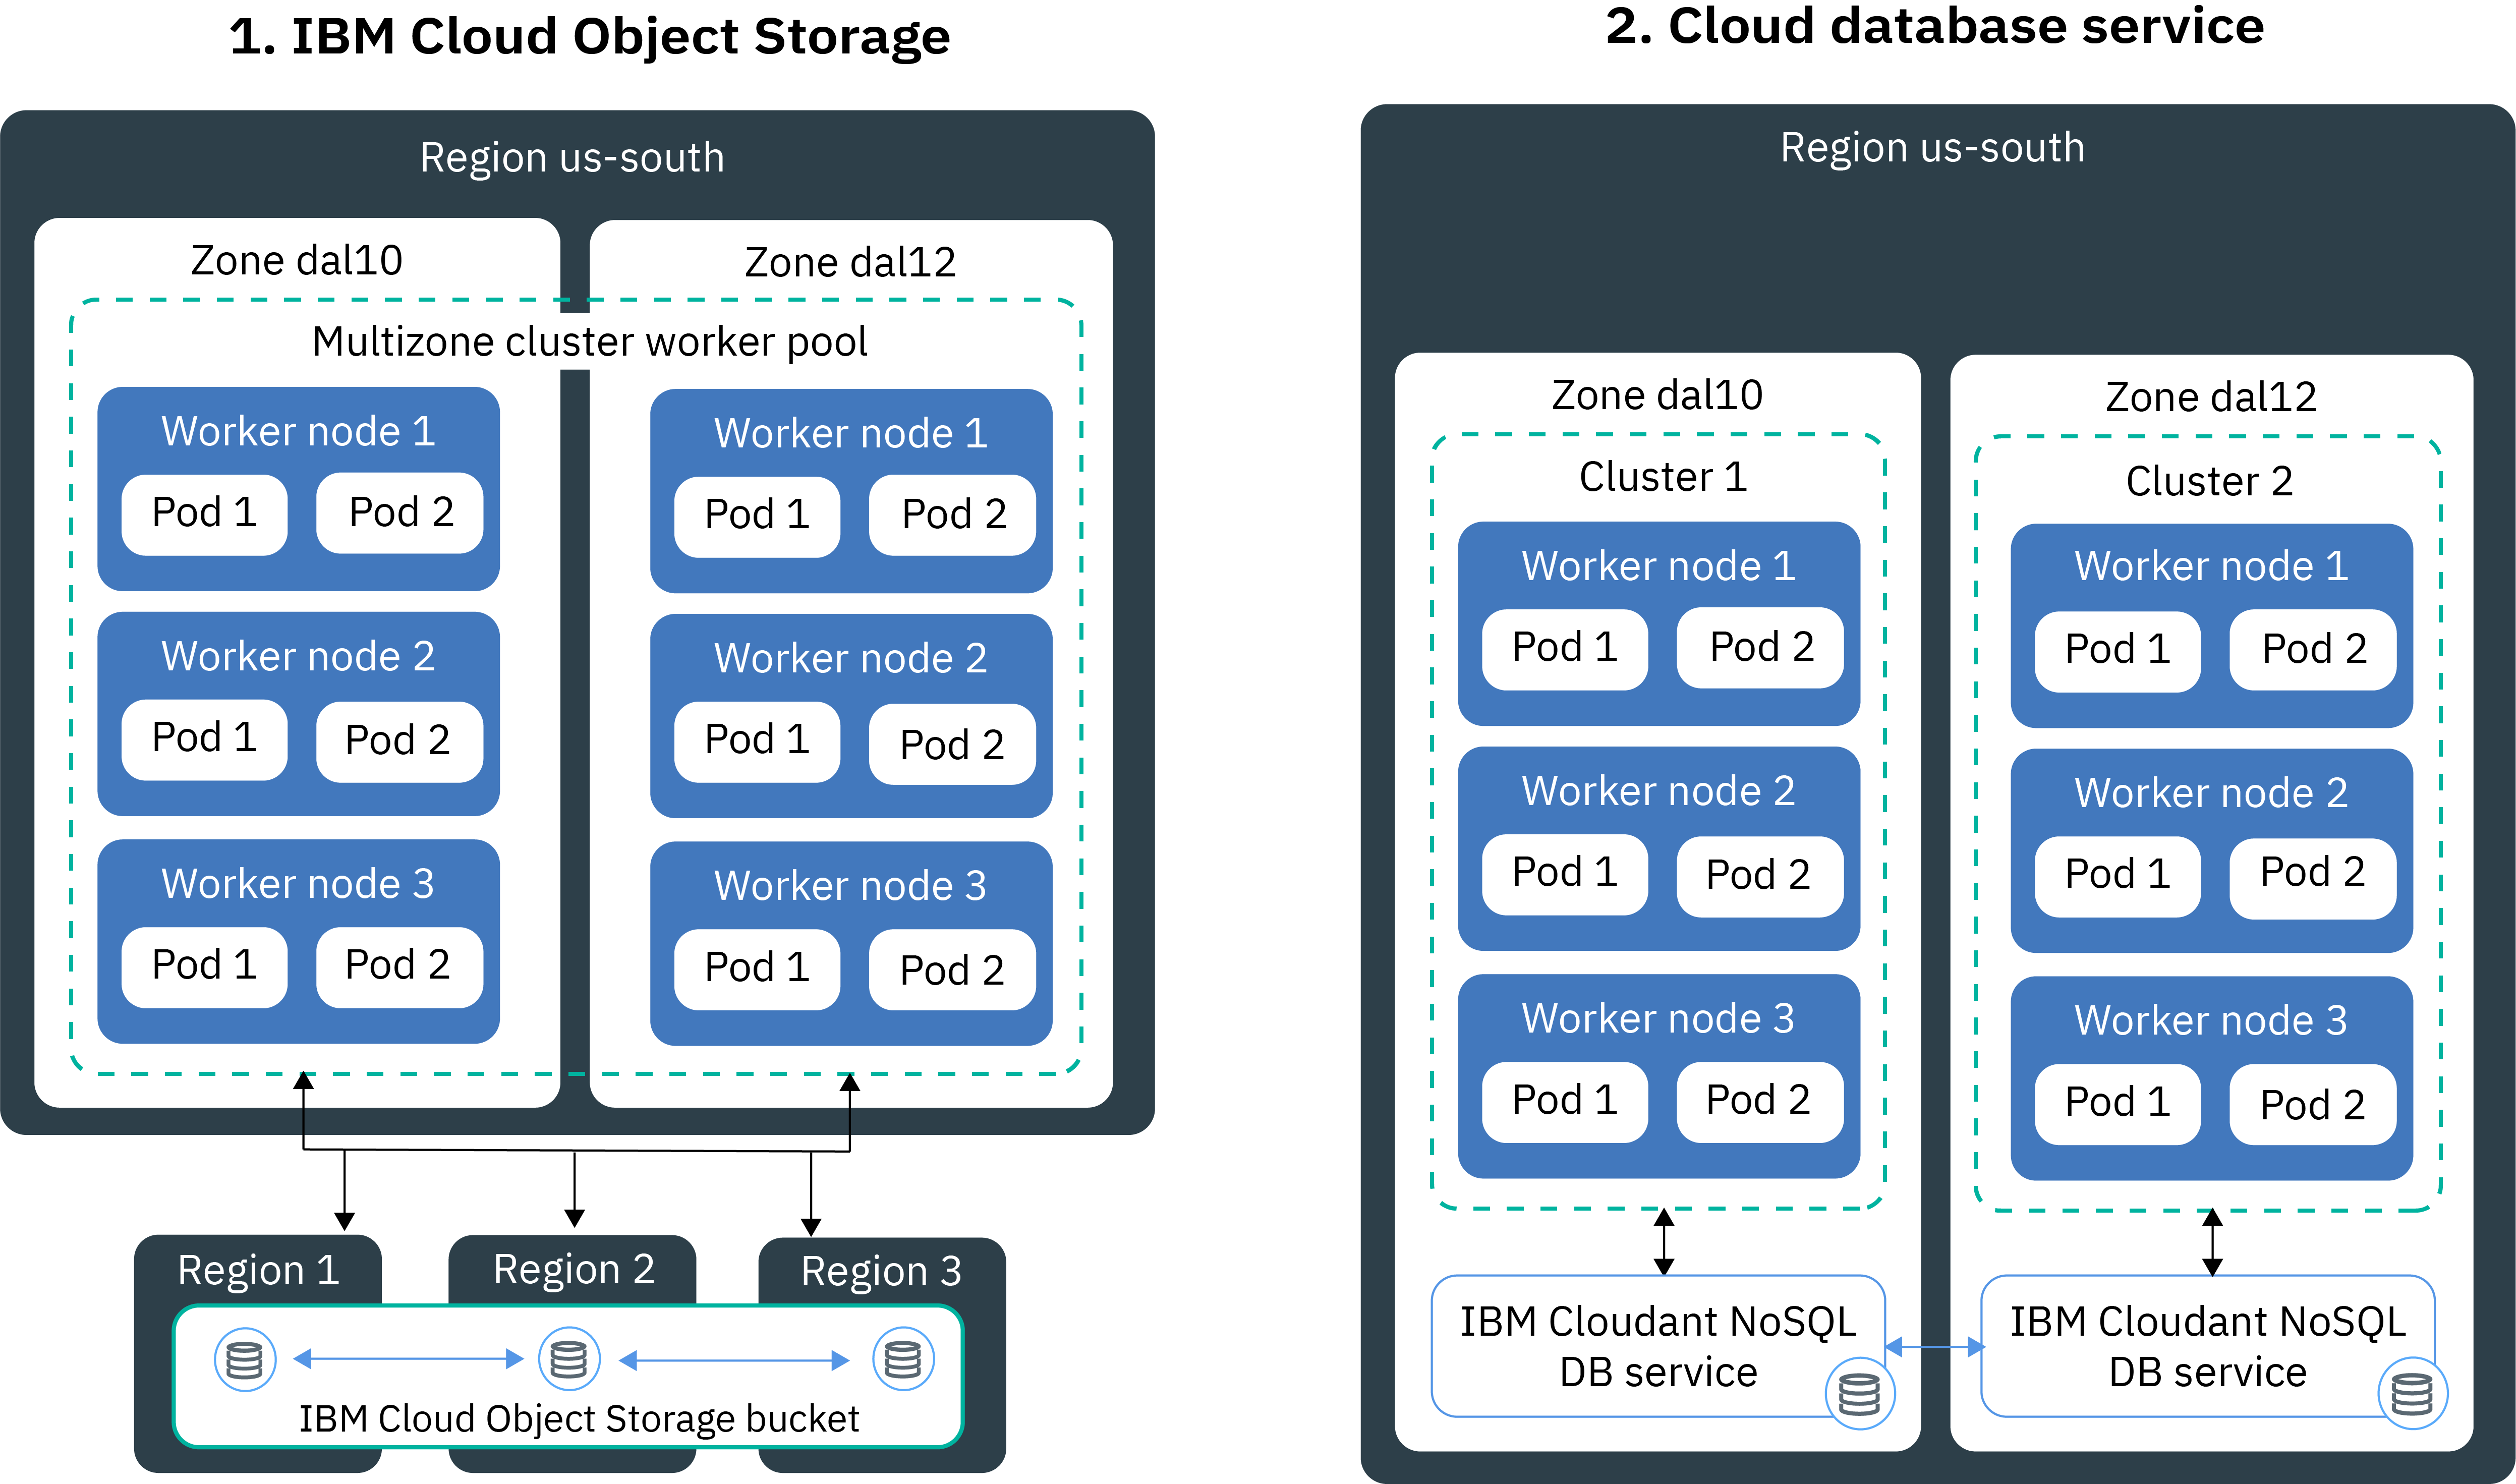 1. IBM Cloud Object Storage
Region us-south
Zone dal10
Zone dal12
Multizone cluster worker pool
Worker node 1
Pod 1
Pod 2
Worker node 2
Pod 1
Pod 2
Worker node 3
Pod 1
Pod 2
Worker node 1
Pod 1
Pod 2
Worker node 2
Pod 1
Pod 2
Worker node 3
Pod 1
Pod 2
Region 1
Region 2
Region 3
IBM Cloud Object Storage bucket
2. Cloud database service
Region us-south
Zone dal10
Cluster 1
Worker node 1
Pod 1
Pod 2
Worker node 2
Pod 1
Pod 2
Worker node 3
Pod 1
Pod 2
IBM Cloudant NoSQL
DB service
Zone dal12
Cluster 2
Worker node 1
Pod 1
Pod 2
Worker node 2
Pod 1
Pod 2
Worker node 3
Pod 1
Pod 2
IBM Cloudant NoSQL
DB service